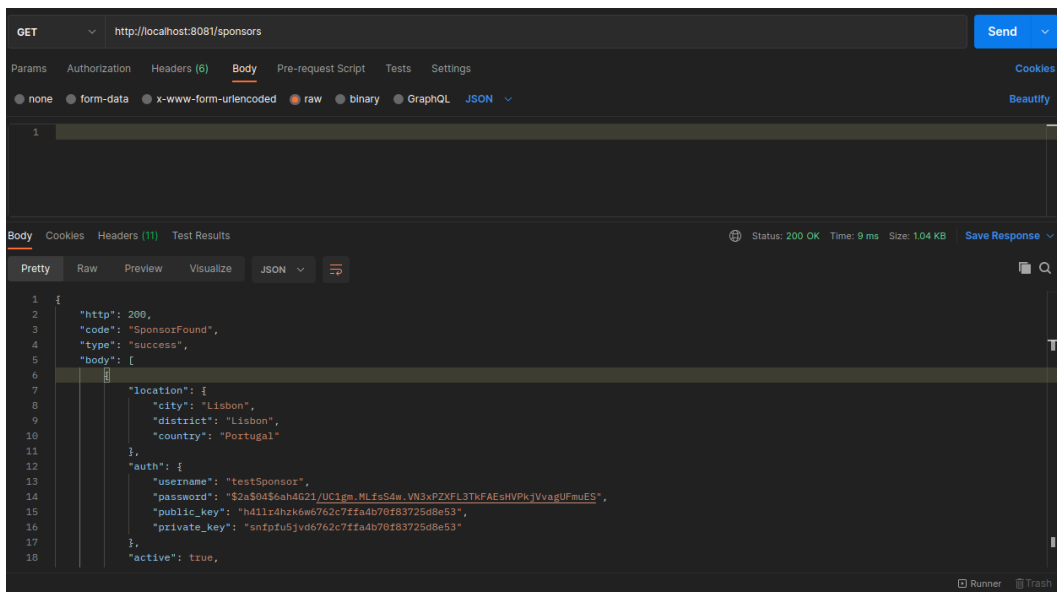 GET http://localhost:8081/sponsors Send
Params Authorization Headers (6) Body Pre-request Script Tests Settings Cookies
none form-data x-www-form-urlencoded raw binary GraphQL JSON Beautify
1
Body Cookies Headers (11) Test Results Status: 200 OK Time: 9 ms Size: 1.04 KB Save Response
Pretty Raw Preview Visualize JSON
1 {
2 "http": 200,
3 "code": "SponsorFound",
4 "type": "success",
5 "body": [
6 {
7 "location": {
8 "city": "Lisbon",
9 "district": "Lisbon",
10 "country": "Portugal"
11 },
12 "auth": {
13 "username": "testSponsor",
14 "password": "$2a$04$6ah4G21/UC1gm.MLfsS4w.VN3xPZXFL3TkFAEsHVPkjVvagUFmuES",
15 "public_key": "h41lr4hzk6w6762c7ffa4b70f83725d8e53",
16 "private_key": "snfpfu5jvd6762c7ffa4b70f83725d8e53"
17 },
18 "active": true,
Runner Trash